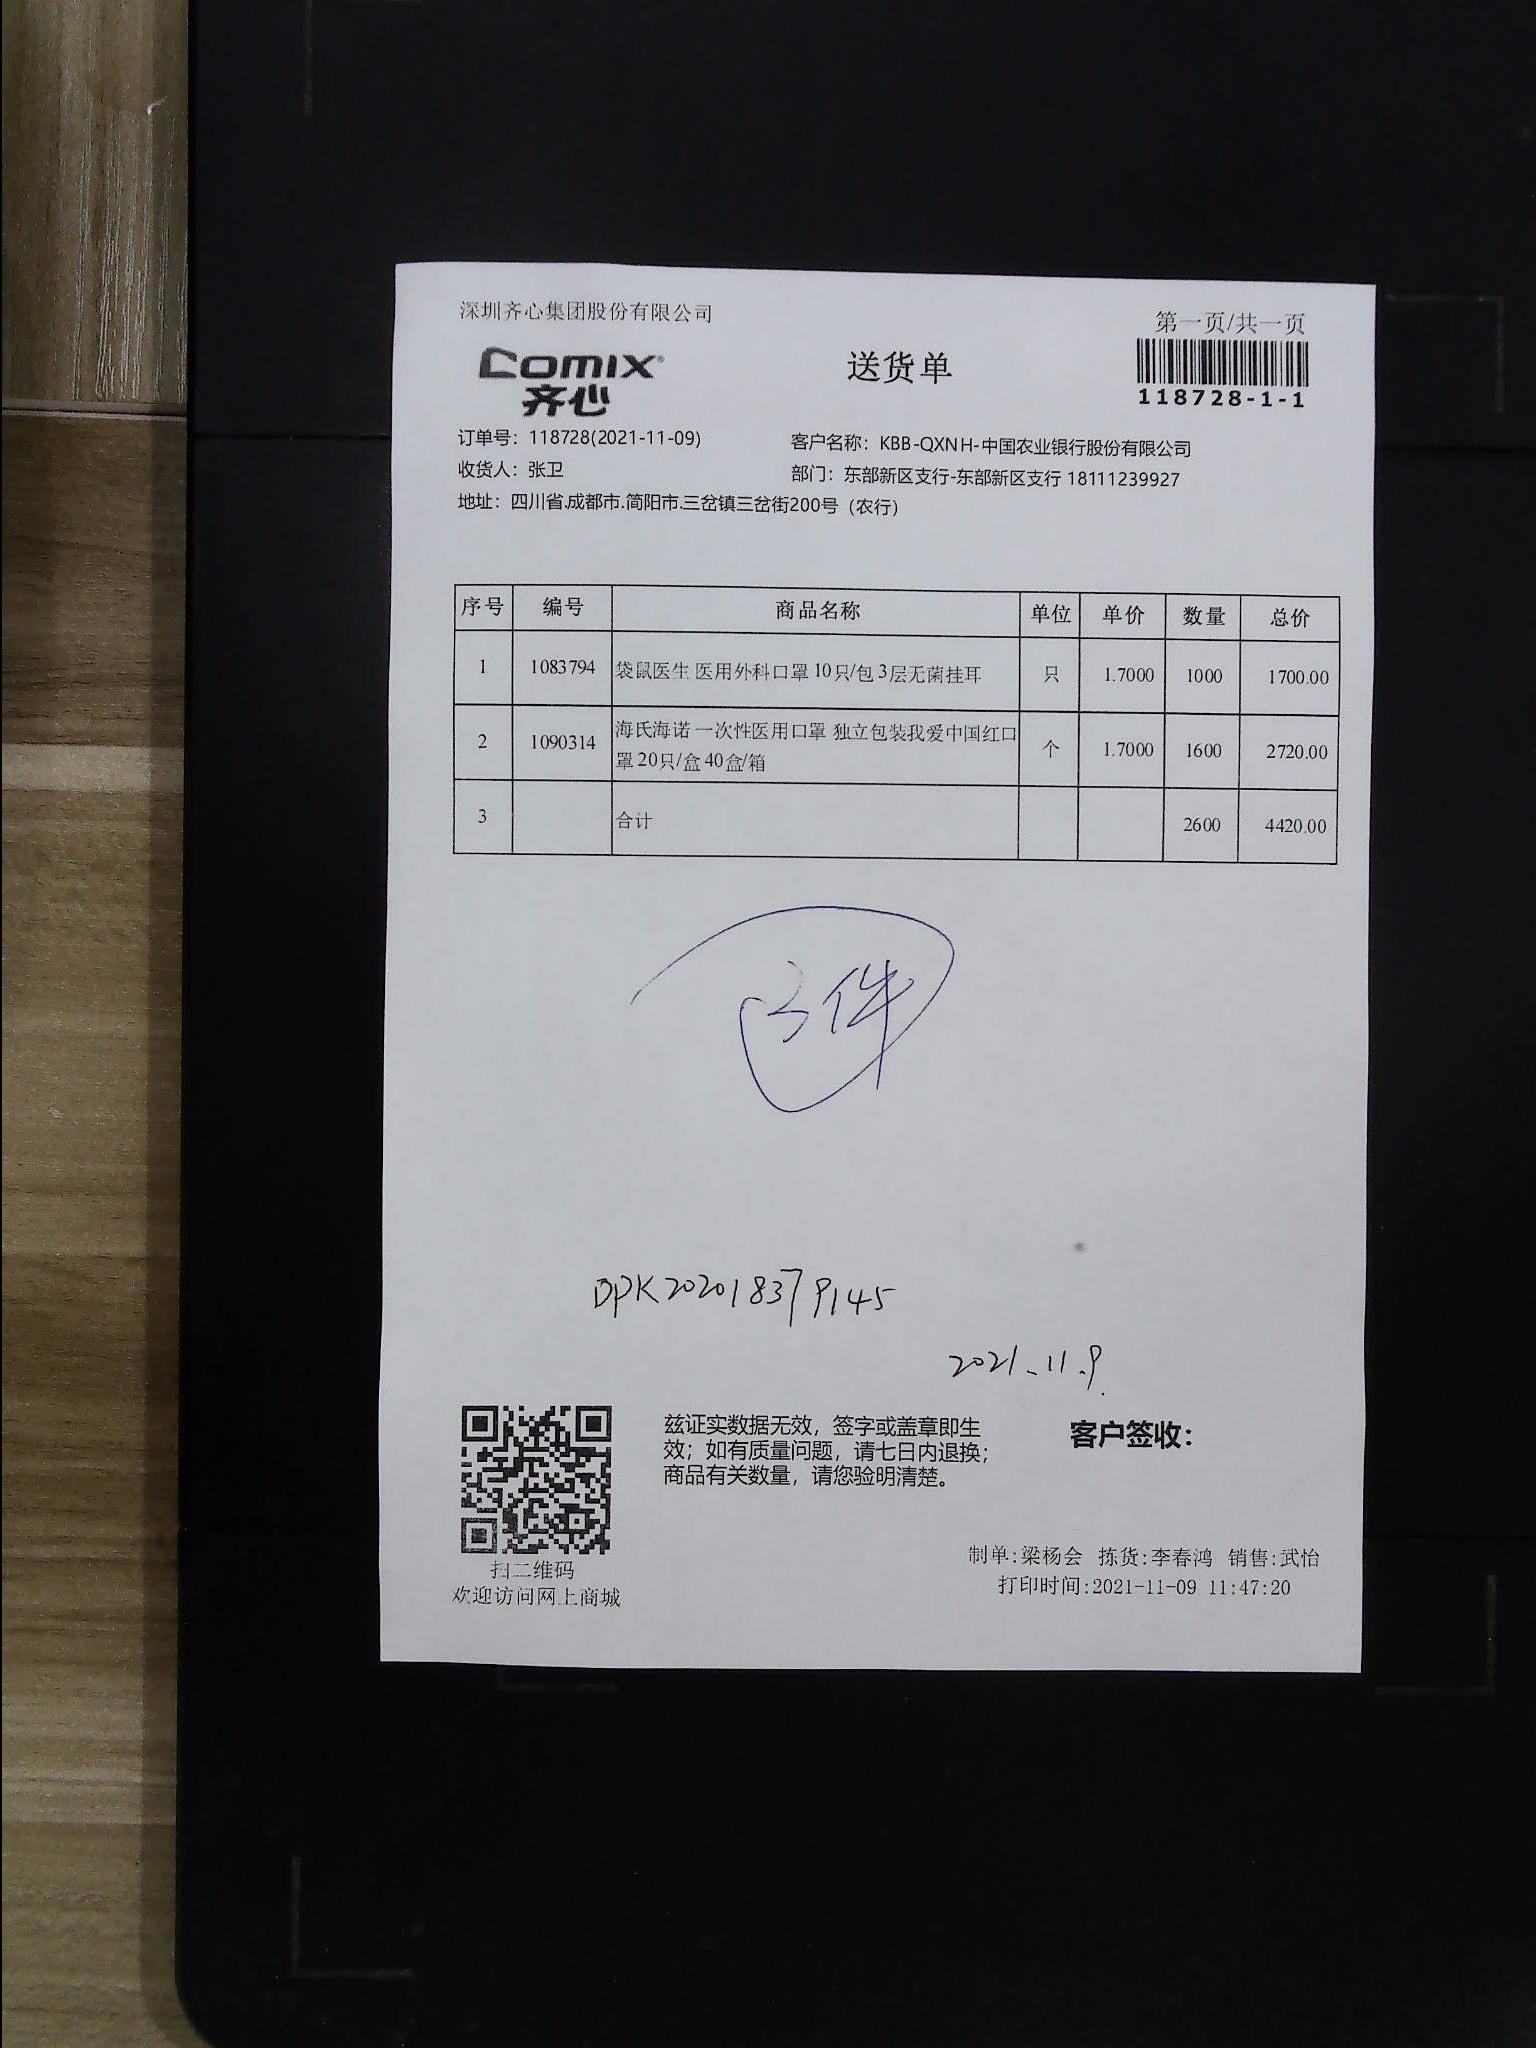 深圳齐心集团股份有限公司
第一页/共一页
Comix
齐心
送货单
118728-1-1
订单号：118728(2021-11-09)
客户名称：KBB-QXNH-中国农业银行股份有限公司
收货人：张卫
部门：东部新区支行-东部新区支行 18111239927
地址：四川省.成都市.简阳市.三岔镇三岔街200号（农行）
序号 编号 商品名称 单位 单价 数量 总价
1 1083794 袋鼠医生 医用外科口罩 10只/包 3层无菌挂耳 只 1.7000 1000 1700.00
2 1090314 海氏海诺 一次性医用口罩 独立包装我爱中国红口 个 1.7000 1600 2720.00
罩 20只/盒 40盒/箱
3 合计 2600 4420.00
3件
DPK202018379145
2021.11.9.
兹证实数据无效，签字或盖章即生
效；如有质量问题，请七日内退换；
商品有关数量，请您验明清楚。
客户签收：
扫二维码
欢迎访问网上商城
制单:梁杨会 拣货:李春鸿 销售:武怡
打印时间:2021-11-09 11:47:20